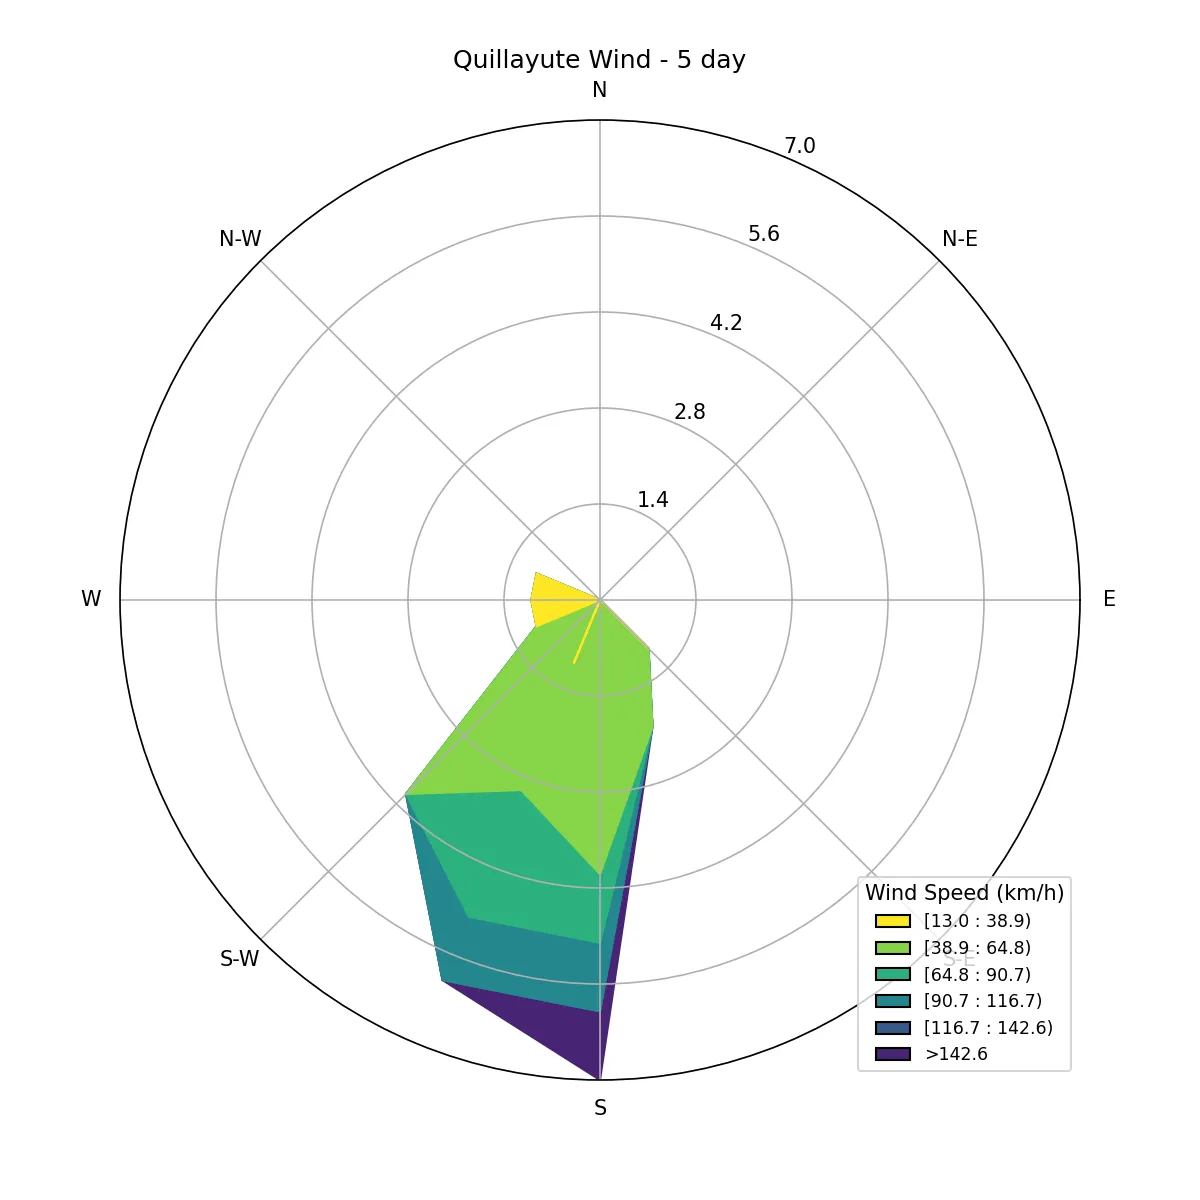 Quillayute Wind - 5 day
N
7.0
5.6
N-W
N-E
4.2
2.8
1.4
W
E
S-W
S-E
S
Wind Speed (km/h)
[13.0 : 38.9)
[38.9 : 64.8)
[64.8 : 90.7)
[90.7 : 116.7)
[116.7 : 142.6)
>142.6